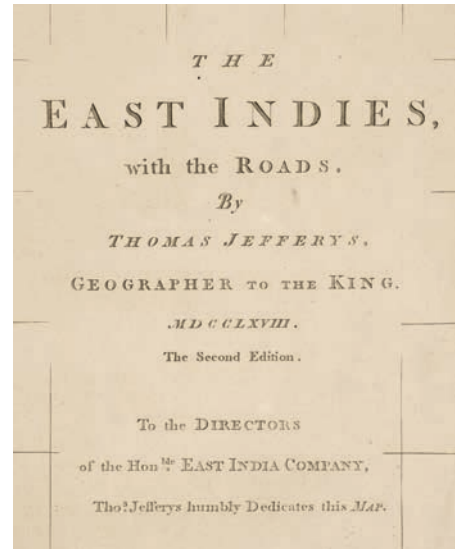 THE
EAST INDIES,
with the ROADS.
By
THOMAS JEFFERYS,
GEOGRAPHER TO THE KING.
MDCCLXVIII.
The Second Edition.
To the DIRECTORS
of the Hon.ble EAST INDIA COMPANY,
Tho.s Jefferys humbly Dedicates this MAP.